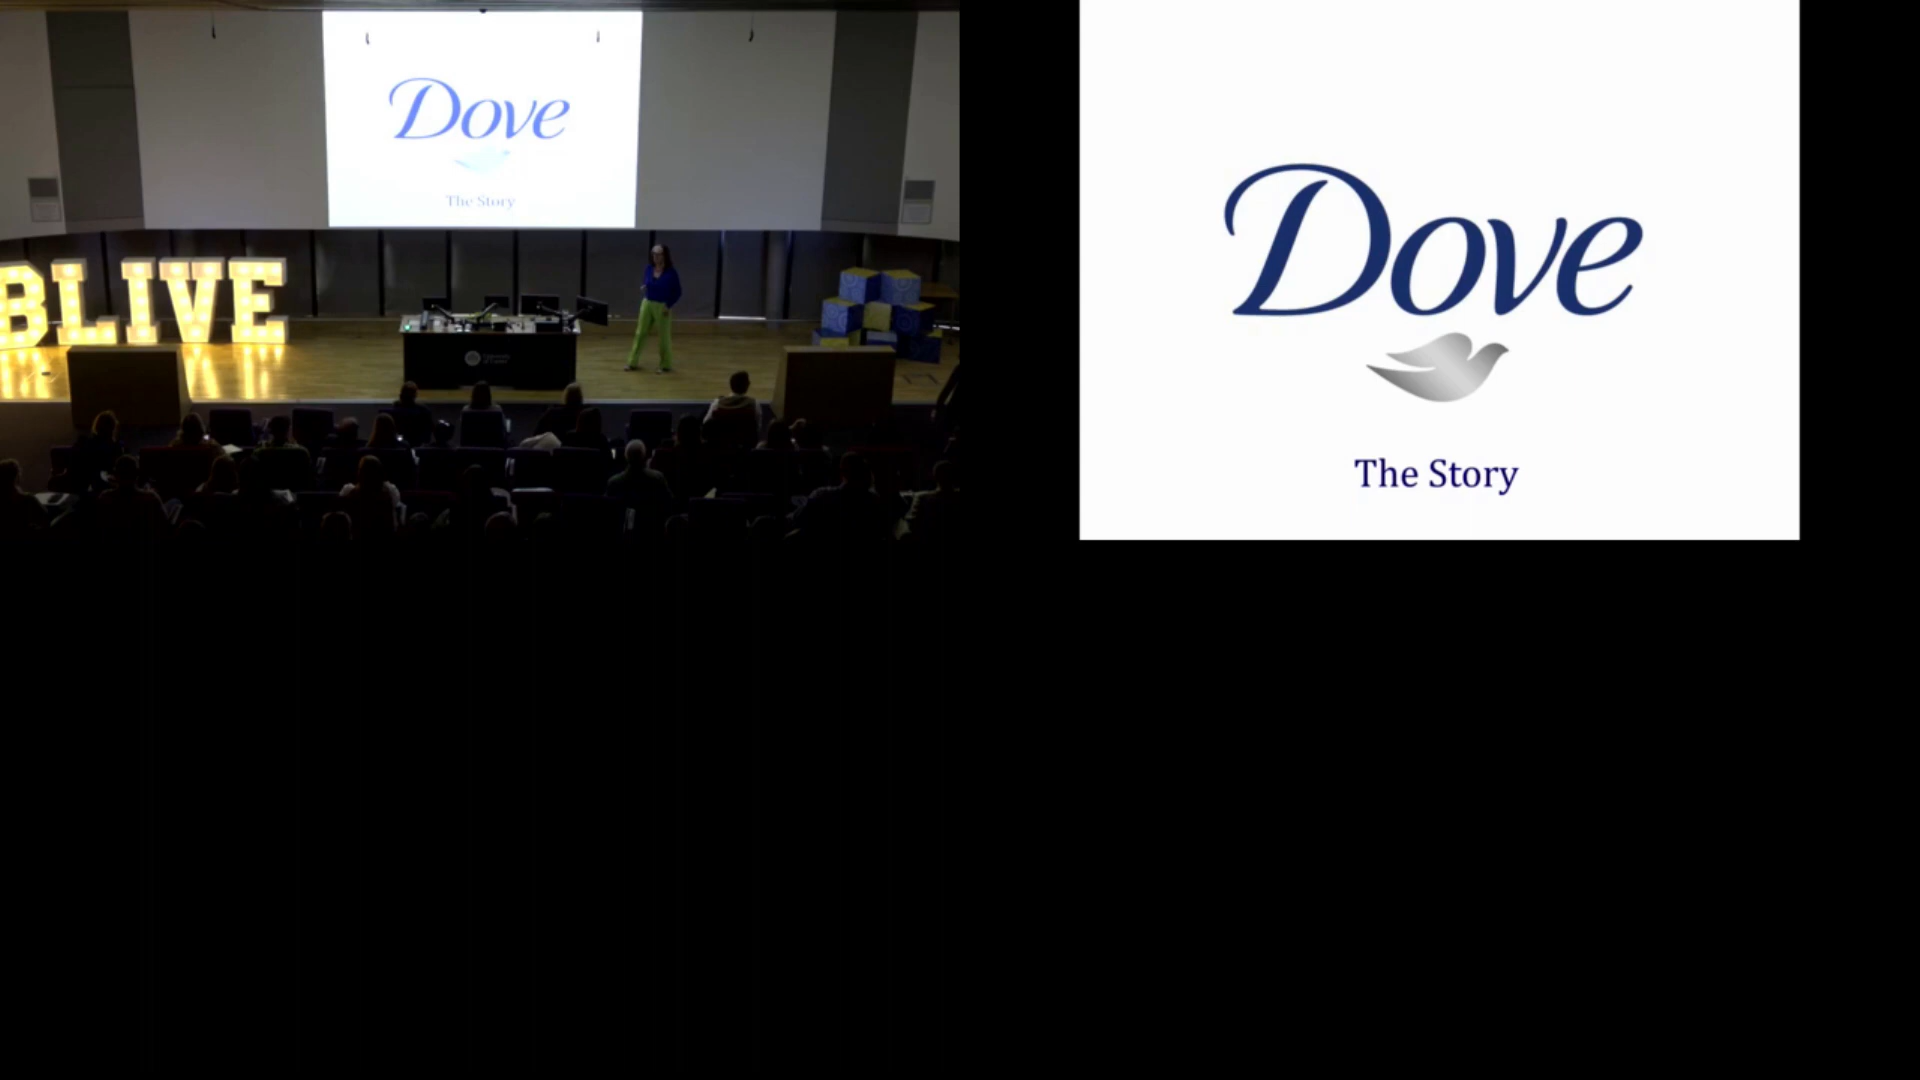 Dove
The Story
BLIVE
Dove
The Story